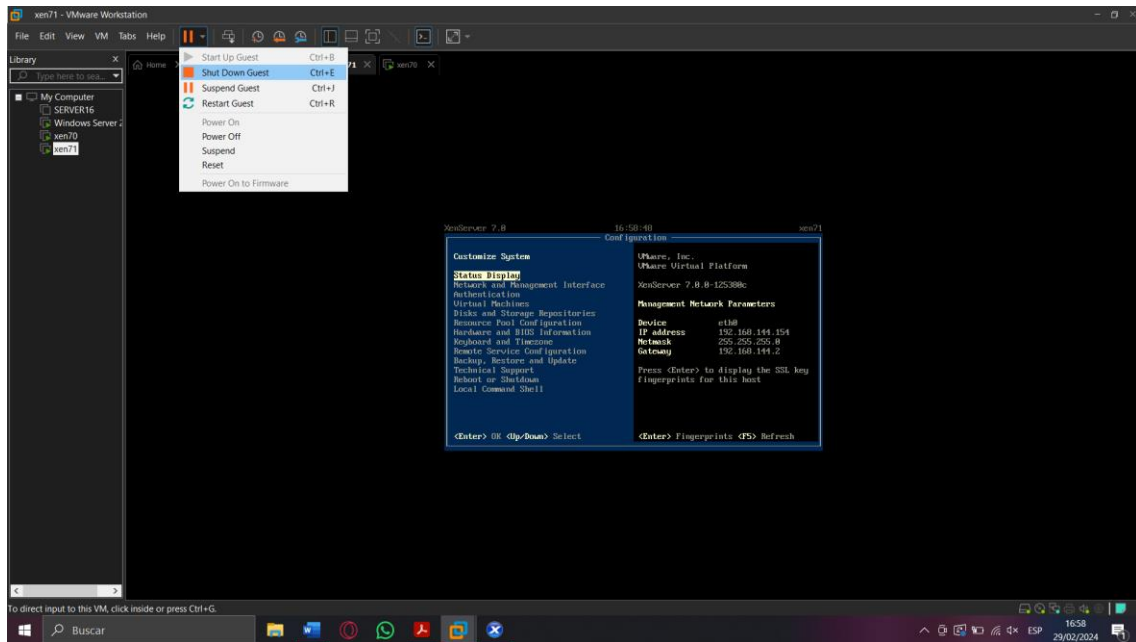 xen71 - VMware Workstation
File Edit View VM Tabs Help
Library X
Type here to sea...
Home
71 X
xen70 X
My Computer
SERVER16
Windows Server 2
xen70
xen71
Start Up Guest Ctrl+B
Shut Down Guest Ctrl+E
Suspend Guest Ctrl+J
Restart Guest Ctrl+R
Power On
Power Off
Suspend
Reset
Power On to Firmware
XenServer 7.0 16:58:40 xen71
Configuration
Customize System
Status Display
Network and Management Interface
Authentication
Virtual Machines
Disks and Storage Repositories
Resource Pool Configuration
Hardware and BIOS Information
Keyboard and Timezone
Remote Service Configuration
Backup, Restore and Update
Technical Support
Reboot or Shutdown
Local Command Shell
<Enter> OK <Up/Down> Select
VMware, Inc.
VMware Virtual Platform
XenServer 7.0.0-125380c
Management Network Parameters
Device eth0
IP address 192.168.144.154
Netmask 255.255.255.0
Gateway 192.168.144.2
Press <Enter> to display the SSL key
fingerprints for this host
<Enter> Fingerprints <F5> Refresh
To direct input to this VM, click inside or press Ctrl+G.
Buscar
ESP
16:58
29/02/2024